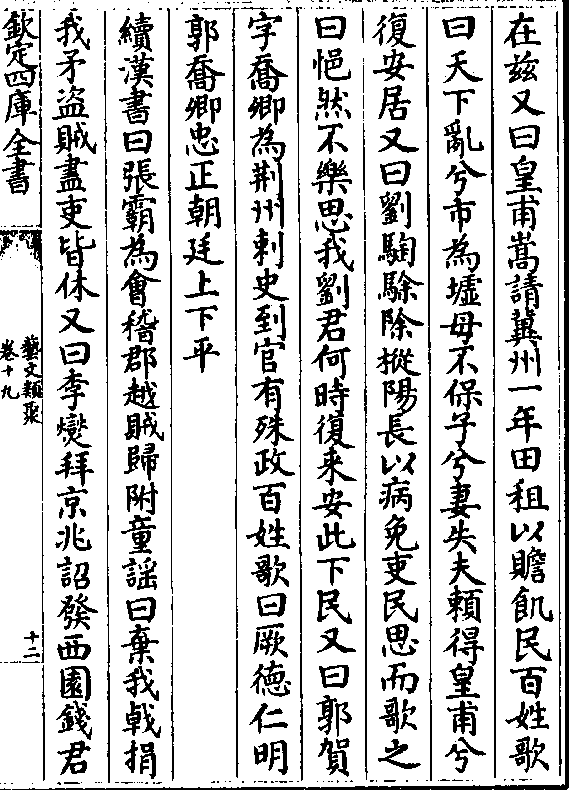 在茲又曰皇甫嵩請冀州一年田租以贍飢民百姓歌
曰天下亂兮市為墟母不保子兮妻失夫頼得皇甫兮
復安居又曰劉騊駼除樅陽長以病免吏民思而歌之
曰悒然不樂思我劉君何時復来安此下民又曰郭賀
字喬卿為荆州刺史到官有殊政百姓歌曰厥徳仁明
郭喬卿忠正朝廷上下平
續漢書曰張霸為會稽郡越賊歸附童謡曰棄我㦸捐
我矛盜賊盡吏皆休又曰李燮拜京兆詔發西園錢君
欽定四庫全書
藝文類聚
卷十九
十二